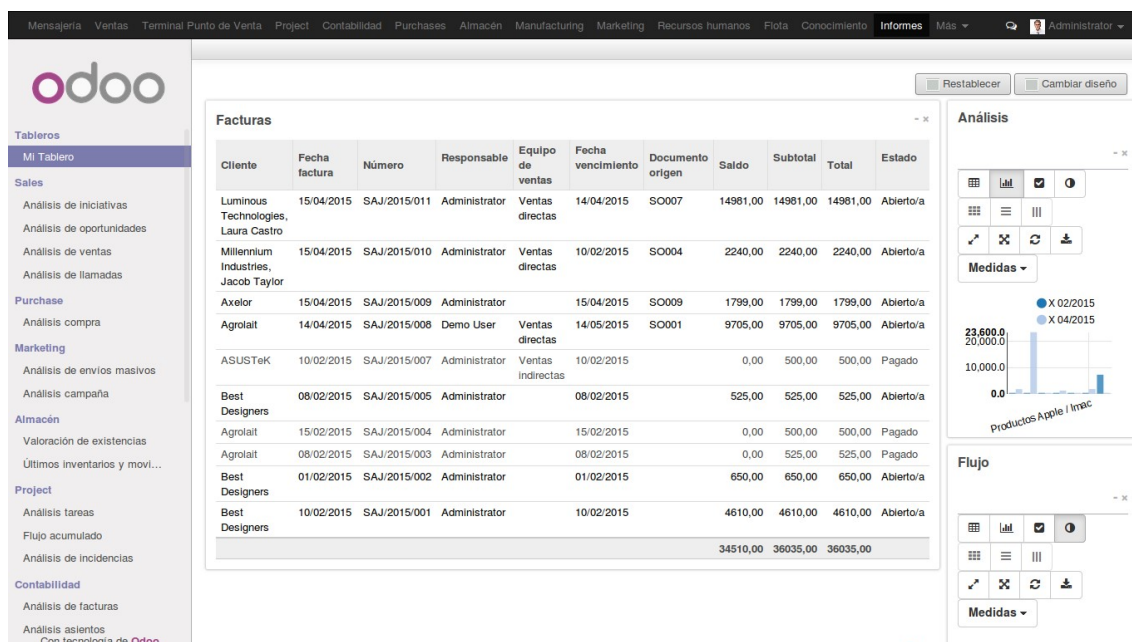 Mensajería Ventas Terminal Punto de Venta Project Contabilidad Purchases Almacén Manufacturing Marketing Recursos humanos Flota Conocimiento Informes Más Administrator
odoo
Tableros
Mi Tablero
Sales
Análisis de iniciativas
Análisis de oportunidades
Análisis de ventas
Análisis de llamadas
Purchase
Análisis compra
Marketing
Análisis de envíos masivos
Análisis campaña
Almacén
Valoración de existencias
Últimos inventarios y movi...
Project
Análisis tareas
Flujo acumulado
Análisis de incidencias
Contabilidad
Análisis de facturas
Análisis asientos
Con tecnología de Odoo
Restablecer Cambiar diseño
Facturas
Cliente Fecha factura Número Responsable Equipo de ventas Fecha vencimiento Documento origen Saldo Subtotal Total Estado
Luminous Technologies, Laura Castro 15/04/2015 SAJ/2015/011 Administrator Ventas directas 14/04/2015 SO007 14981,00 14981,00 14981,00 Abierto/a
Millennium Industries, Jacob Taylor 15/04/2015 SAJ/2015/010 Administrator Ventas directas 10/02/2015 SO004 2240,00 2240,00 2240,00 Abierto/a
Axelor 15/04/2015 SAJ/2015/009 Administrator 15/04/2015 SO009 1799,00 1799,00 1799,00 Abierto/a
Agrolait 14/04/2015 SAJ/2015/008 Demo User Ventas directas 14/05/2015 SO001 9705,00 9705,00 9705,00 Abierto/a
ASUSTeK 10/02/2015 SAJ/2015/007 Administrator Ventas indirectas 10/02/2015 0,00 500,00 500,00 Pagado
Best Designers 08/02/2015 SAJ/2015/005 Administrator 08/02/2015 525,00 525,00 525,00 Abierto/a
Agrolait 15/02/2015 SAJ/2015/004 Administrator 15/02/2015 0,00 500,00 500,00 Pagado
Agrolait 08/02/2015 SAJ/2015/003 Administrator 08/02/2015 0,00 525,00 525,00 Pagado
Best Designers 01/02/2015 SAJ/2015/002 Administrator 01/02/2015 650,00 650,00 650,00 Abierto/a
Best Designers 10/02/2015 SAJ/2015/001 Administrator 10/02/2015 4610,00 4610,00 4610,00 Abierto/a
34510,00 36035,00 36035,00
Análisis
Medidas
X 02/2015
X 04/2015
23,600.0
20,000.0
10,000.0
0.0
Productos Apple / Imac
Flujo
Medidas